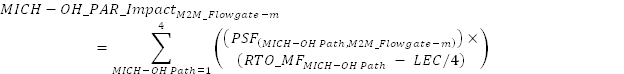 MICH-OH_PAR_Impact_{M2M_Flowgate-m}
= \sum_{MICH-OH Path=1}^{4} ( (PSF_{(MICH-OH Path,M2M_Flowgate-m)}) ×
(RTO_MF_{MICH-OH Path} − LEC/4) )